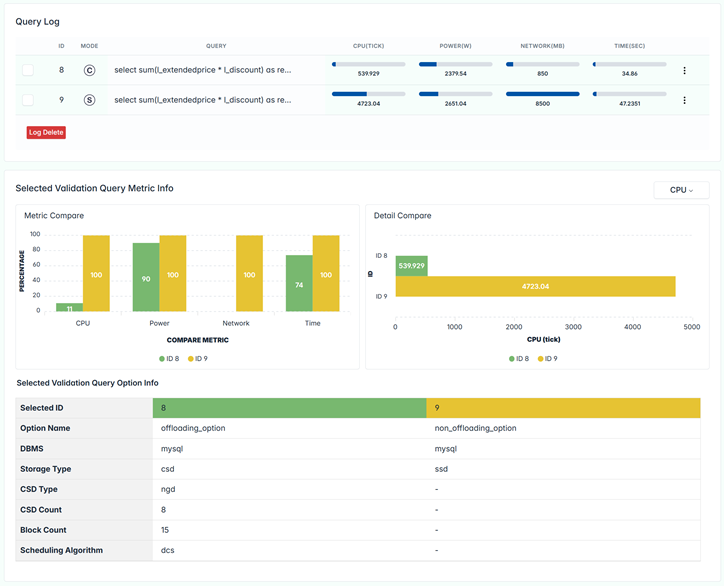 Query Log
ID MODE QUERY CPU(TICK) POWER(W) NETWORK(MB) TIME(SEC)
8 C select sum(l_extendedprice * l_discount) as re... 539.929 2379.54 850 34.86
9 S select sum(l_extendedprice * l_discount) as re... 4723.04 2651.04 8500 47.2351
Log Delete
Selected Validation Query Metric Info
CPU
Metric Compare
PERCENTAGE
100
80
60
40
20
0
11 100 90 100 100 74 100
CPU Power Network Time
COMPARE METRIC
ID 8 ID 9
Detail Compare
ID
ID 8
ID 9
539.929
4723.04
0 1000 2000 3000 4000 5000
CPU (tick)
ID 8 ID 9
Selected Validation Query Option Info
Selected ID 8 9
Option Name offloading_option non_offloading_option
DBMS mysql mysql
Storage Type csd ssd
CSD Type ngd -
CSD Count 8 -
Block Count 15 -
Scheduling Algorithm dcs -